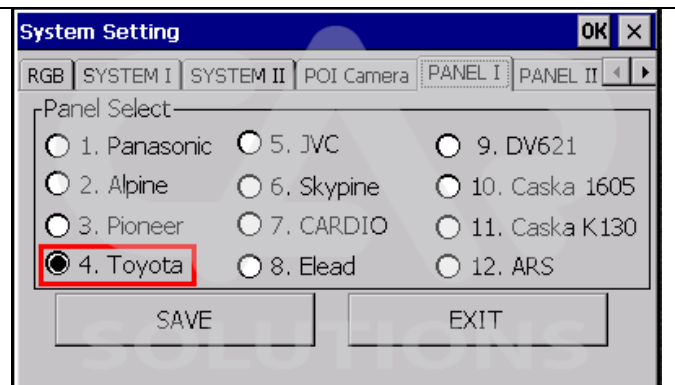 System Setting OK ×
RGB SYSTEM I SYSTEM II POI Camera PANEL I PANEL II
Panel Select
1. Panasonic 5. JVC 9. DV621
2. Alpine 6. Skypine 10. Caska 1605
3. Pioneer 7. CARDIO 11. Caska K130
4. Toyota 8. Elead 12. ARS
SAVE EXIT
SOLUTIONS